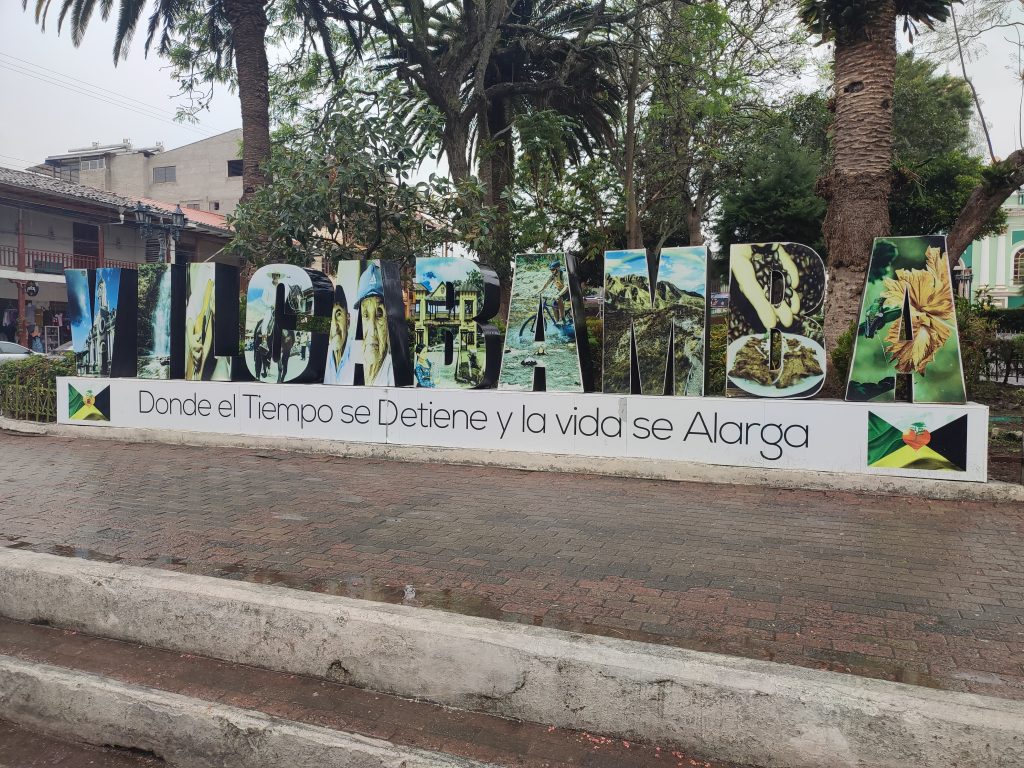 VILCABAMBA
Donde el Tiempo se Detiene y la vida se Alarga